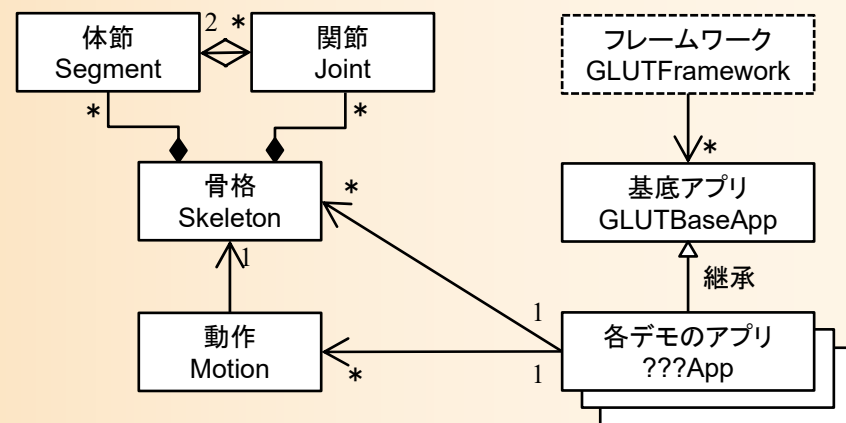 体節
Segment
2 *
関節
Joint
フレームワーク
GLUTFramework
*
*
*
骨格
Skeleton
*
基底アプリ
GLUTBaseApp
1
継承
1
動作
Motion
*
1
各デモのアプリ
???App